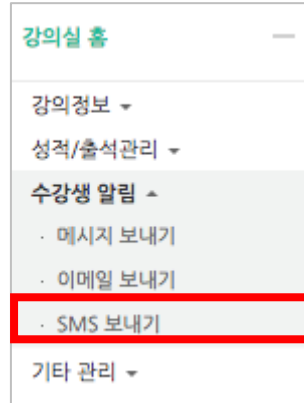 강의실 홈
강의정보
성적/출석관리
수강생 알림
· 메시지 보내기
· 이메일 보내기
· SMS 보내기
기타 관리